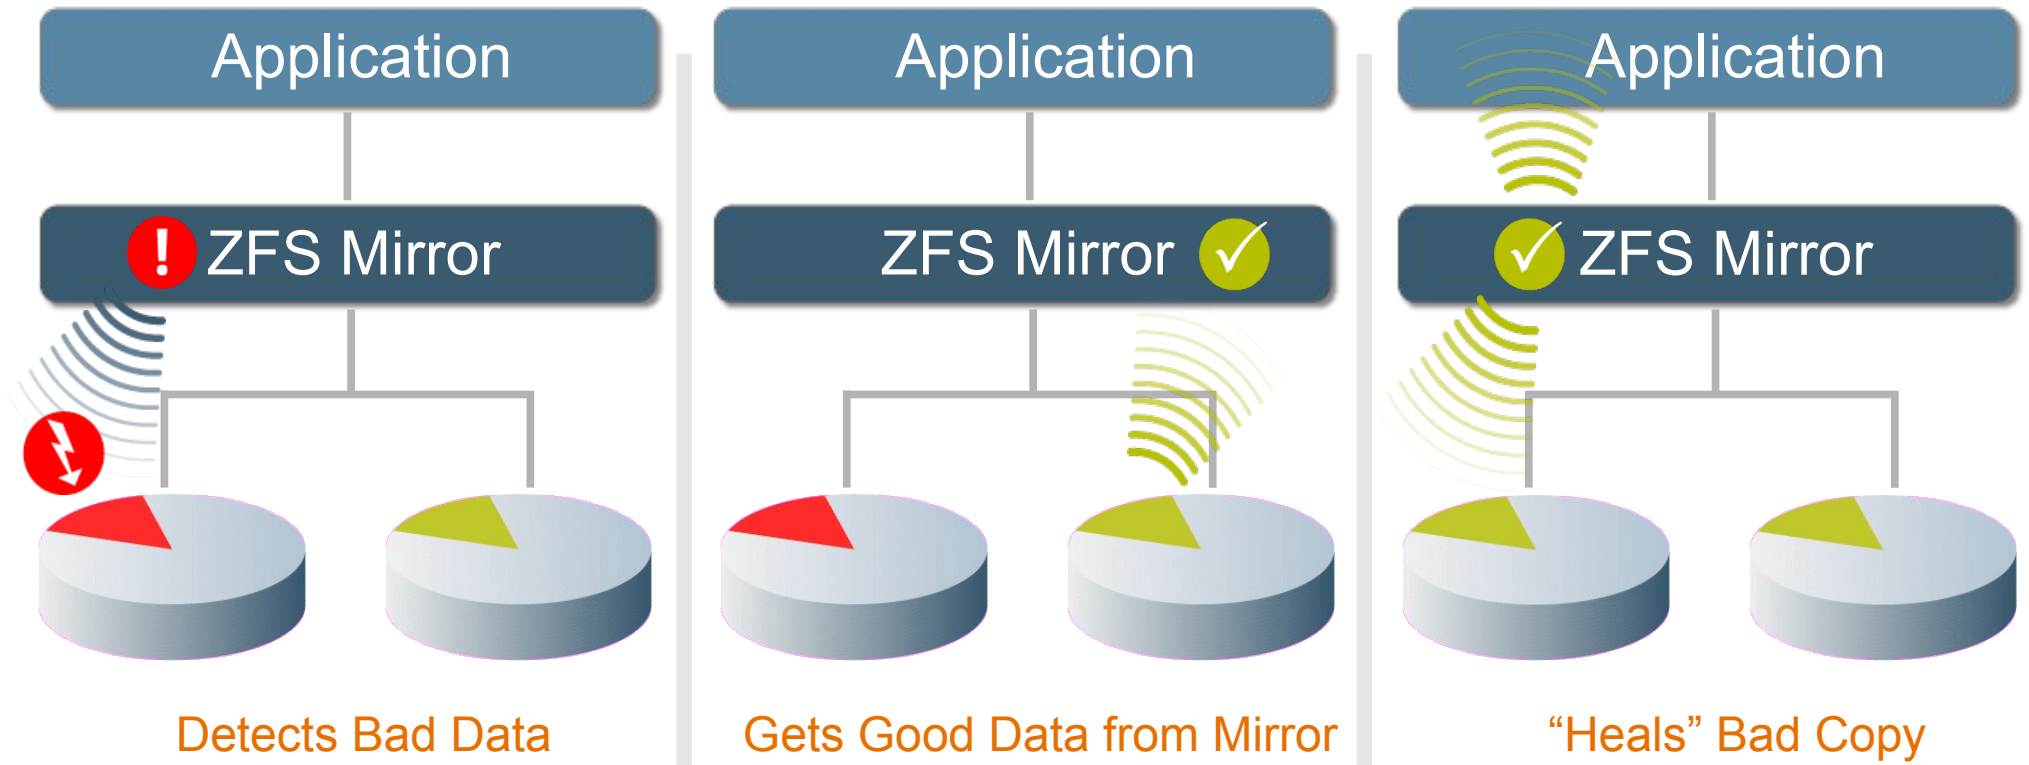 Application
ZFS Mirror
Detects Bad Data
Application
ZFS Mirror
Gets Good Data from Mirror
Application
ZFS Mirror
“Heals” Bad Copy